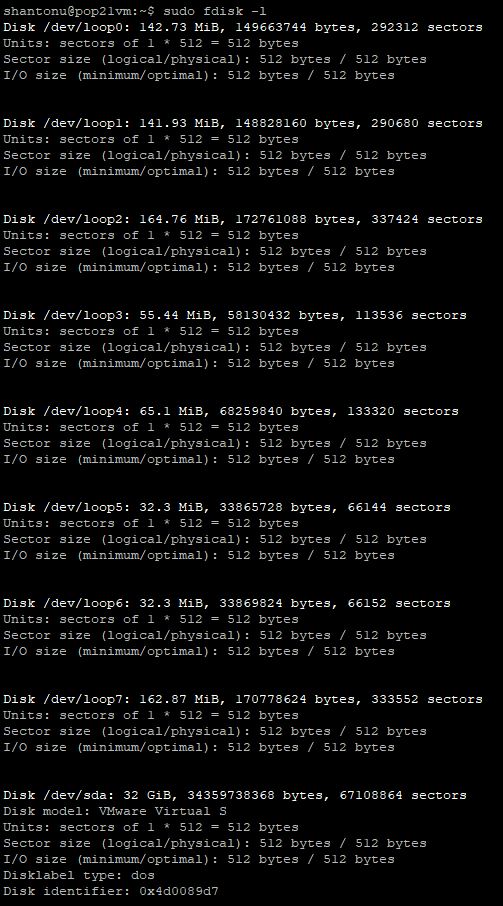 shantonu@pop21vm:~$ sudo fdisk -l
Disk /dev/loop0: 142.73 MiB, 149663744 bytes, 292312 sectors
Units: sectors of 1 * 512 = 512 bytes
Sector size (logical/physical): 512 bytes / 512 bytes
I/O size (minimum/optimal): 512 bytes / 512 bytes
Disk /dev/loop1: 141.93 MiB, 148828160 bytes, 290680 sectors
Units: sectors of 1 * 512 = 512 bytes
Sector size (logical/physical): 512 bytes / 512 bytes
I/O size (minimum/optimal): 512 bytes / 512 bytes
Disk /dev/loop2: 164.76 MiB, 172761088 bytes, 337424 sectors
Units: sectors of 1 * 512 = 512 bytes
Sector size (logical/physical): 512 bytes / 512 bytes
I/O size (minimum/optimal): 512 bytes / 512 bytes
Disk /dev/loop3: 55.44 MiB, 58130432 bytes, 113536 sectors
Units: sectors of 1 * 512 = 512 bytes
Sector size (logical/physical): 512 bytes / 512 bytes
I/O size (minimum/optimal): 512 bytes / 512 bytes
Disk /dev/loop4: 65.1 MiB, 68259840 bytes, 133320 sectors
Units: sectors of 1 * 512 = 512 bytes
Sector size (logical/physical): 512 bytes / 512 bytes
I/O size (minimum/optimal): 512 bytes / 512 bytes
Disk /dev/loop5: 32.3 MiB, 33865728 bytes, 66144 sectors
Units: sectors of 1 * 512 = 512 bytes
Sector size (logical/physical): 512 bytes / 512 bytes
I/O size (minimum/optimal): 512 bytes / 512 bytes
Disk /dev/loop6: 32.3 MiB, 33869824 bytes, 66152 sectors
Units: sectors of 1 * 512 = 512 bytes
Sector size (logical/physical): 512 bytes / 512 bytes
I/O size (minimum/optimal): 512 bytes / 512 bytes
Disk /dev/loop7: 162.87 MiB, 170778624 bytes, 333552 sectors
Units: sectors of 1 * 512 = 512 bytes
Sector size (logical/physical): 512 bytes / 512 bytes
I/O size (minimum/optimal): 512 bytes / 512 bytes
Disk /dev/sda: 32 GiB, 34359738368 bytes, 67108864 sectors
Disk model: VMware Virtual S
Units: sectors of 1 * 512 = 512 bytes
Sector size (logical/physical): 512 bytes / 512 bytes
I/O size (minimum/optimal): 512 bytes / 512 bytes
Disklabel type: dos
Disk identifier: 0x4d0089d7